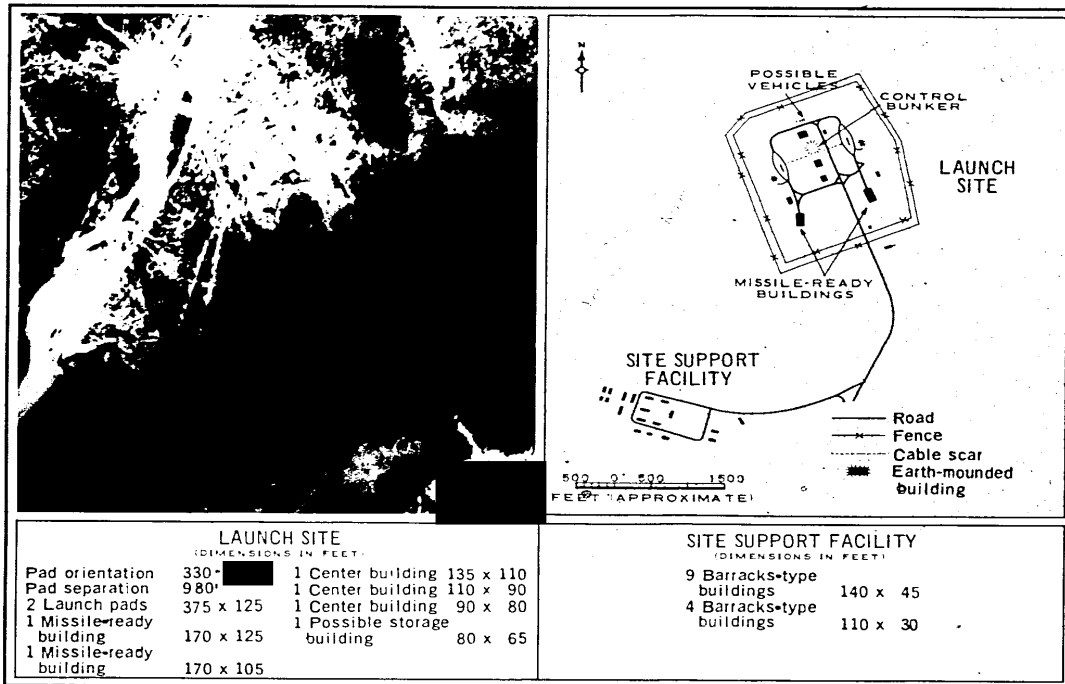 N
POSSIBLE
VEHICLES
CONTROL
BUNKER
LAUNCH
SITE
MISSILE-READY
BUILDINGS
SITE SUPPORT
FACILITY
Road
Fence
Cable scar
Earth-mounded
building
500 0 500 1500
FEET (APPROXIMATE)
LAUNCH SITE
(DIMENSIONS IN FEET)
Pad orientation 330°
Pad separation 980'
2 Launch pads 375 x 125
1 Missile-ready
building 170 x 125
1 Missile-ready
building 170 x 105
1 Center building 135 x 110
1 Center building 110 x 90
1 Center building 90 x 80
1 Possible storage
building 80 x 65
SITE SUPPORT FACILITY
(DIMENSIONS IN FEET)
9 Barracks-type
buildings 140 x 45
4 Barracks-type
buildings 110 x 30